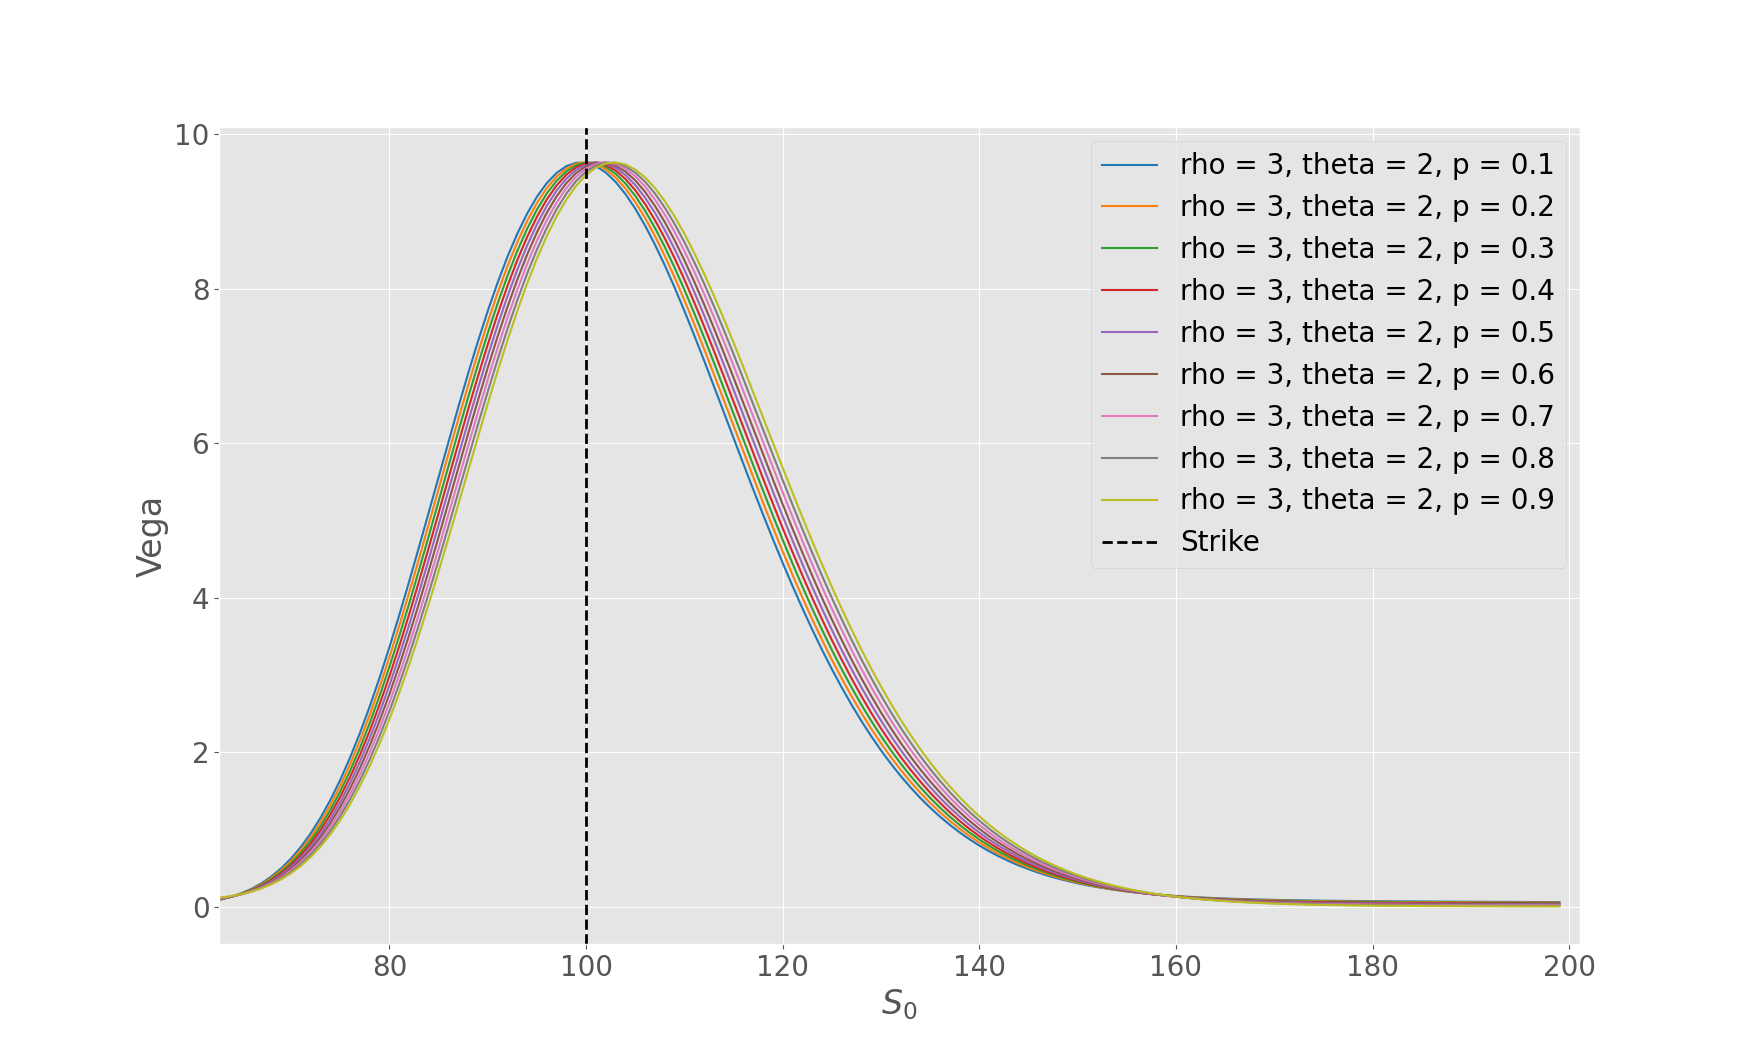 10
8
6
4
2
0
Vega
80
100
120
140
160
180
200
S0
rho = 3, theta = 2, p = 0.1
rho = 3, theta = 2, p = 0.2
rho = 3, theta = 2, p = 0.3
rho = 3, theta = 2, p = 0.4
rho = 3, theta = 2, p = 0.5
rho = 3, theta = 2, p = 0.6
rho = 3, theta = 2, p = 0.7
rho = 3, theta = 2, p = 0.8
rho = 3, theta = 2, p = 0.9
Strike